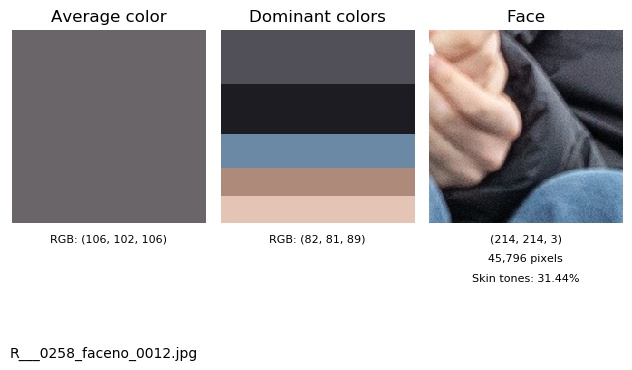 Average color
Dominant colors
Face
RGB: (106, 102, 106)
RGB: (82, 81, 89)
(214, 214, 3)
45,796 pixels
Skin tones: 31.44%
R___0258_faceno_0012.jpg